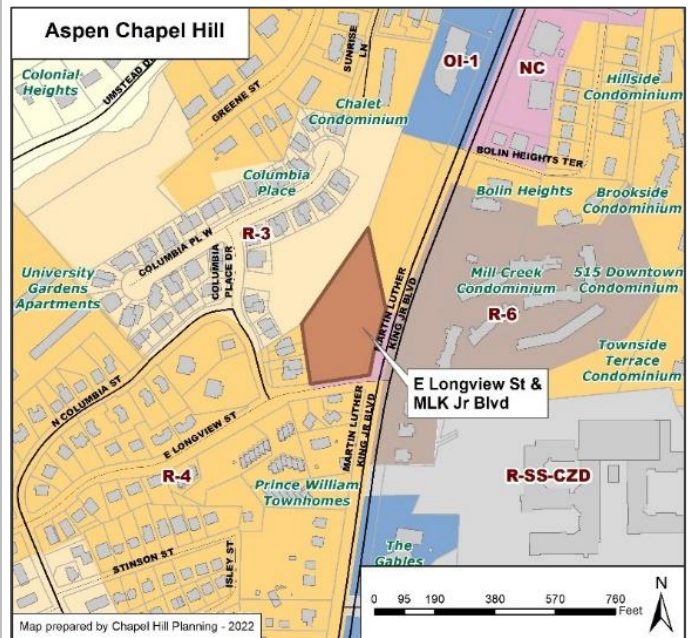 Aspen Chapel Hill
Colonial
Heights
UMSTEAD DR
GREENE ST
SUNRISE
LN
OI-1
NC
Hillside
Condominium
Chalet
Condominium
BOLIN HEIGHTS TER
Columbia
Place
Bolin Heights
Brookside
Condominium
R-3
COLUMBIA PL W
COLUMBIA
PLACE DR
University
Gardens
Apartments
Mill Creek
Condominium
515 Downtown
Condominium
R-6
MARTIN LUTHER
KING JR BLVD
Townside
Terrace
Condominium
E Longview St &
MLK Jr Blvd
N COLUMBIA ST
E LONGVIEW ST
MARTIN LUTHER
KING JR BLVD
R-4
Prince William
Townhomes
R-SS-CZD
STINSON ST
ISLEY ST
The
Gables
0 95 190 380 570 760
Feet
N
Map prepared by Chapel Hill Planning - 2022